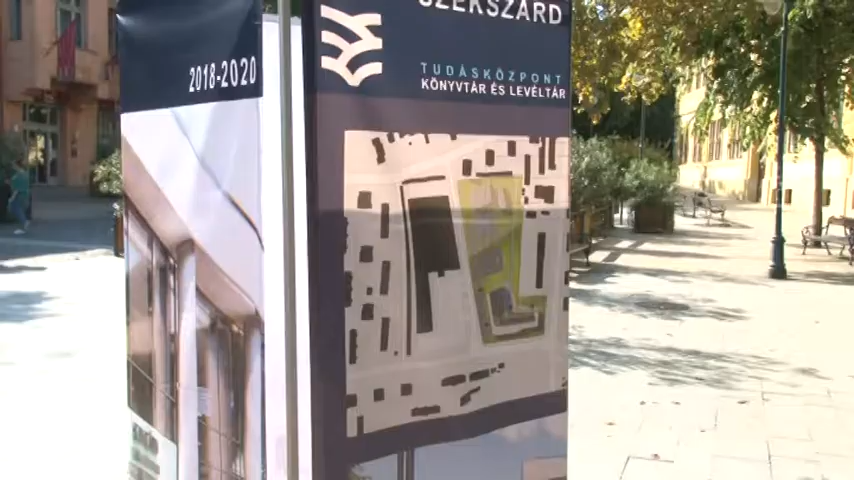 2018-2020
SZEKSZÁRD
TUDÁSKÖZPONT
KÖNYVTÁR ÉS LEVÉLTÁR